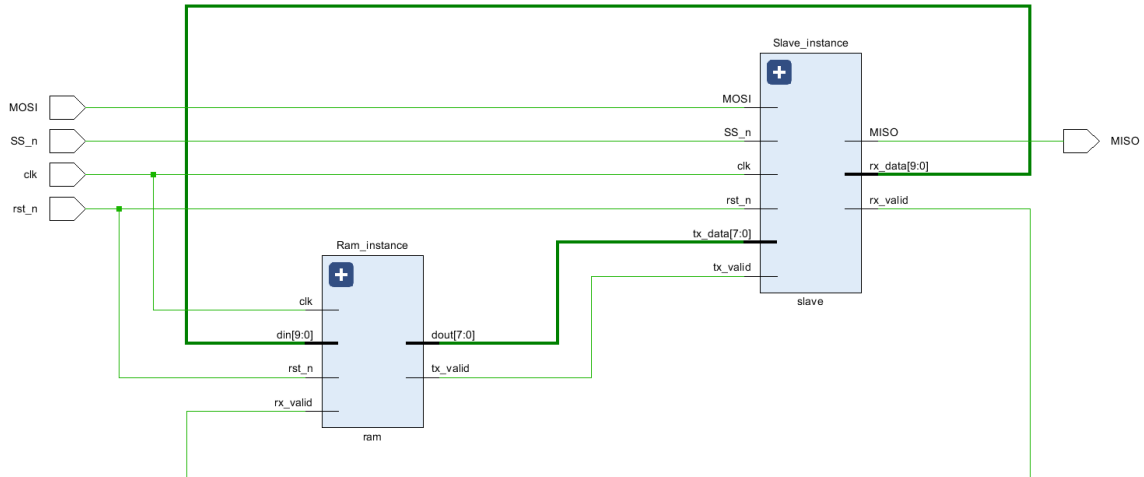 Slave_instance
MOSI
MOSI
SS_n
SS_n
MISO
MISO
clk
clk
rx_data[9:0]
rst_n
rst_n
rx_valid
tx_data[7:0]
Ram_instance
tx_valid
slave
clk
din[9:0]
dout[7:0]
rst_n
tx_valid
rx_valid
ram